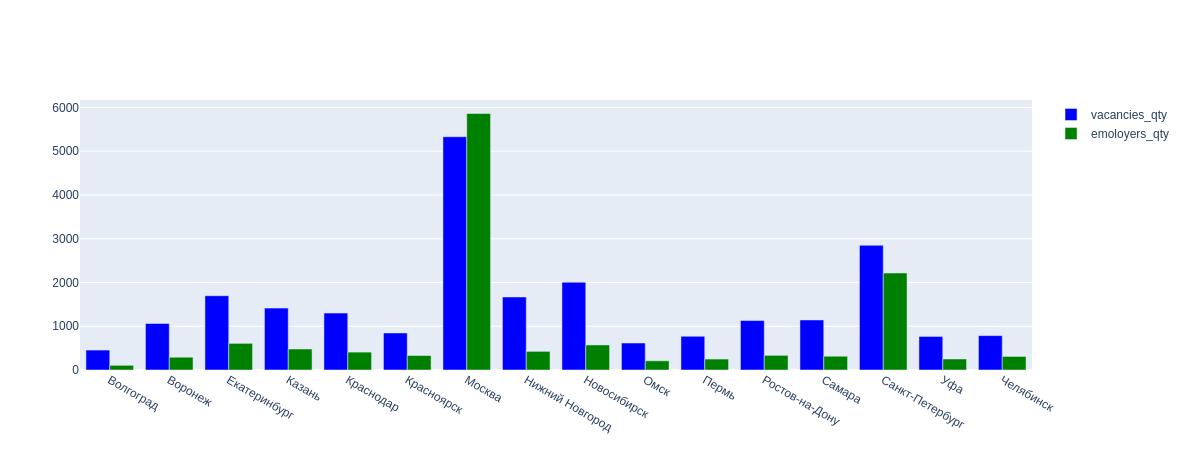 vacancies_qty
emoloyers_qty
6000
5000
4000
3000
2000
1000
0
Волгоград
Воронеж
Екатеринбург
Казань
Краснодар
Красноярск
Москва
Нижний Новгород
Новосибирск
Омск
Пермь
Ростов-на-Дону
Самара
Санкт-Петербург
Уфа
Челябинск